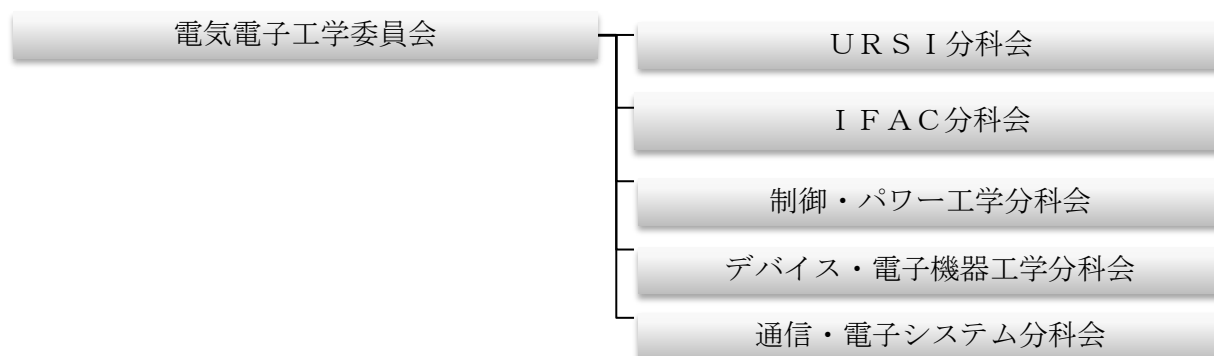 電気電子工学委員会
ＵＲＳＩ分科会
ＩＦＡＣ分科会
制御・パワー工学分科会
デバイス・電子機器工学分科会
通信・電子システム分科会